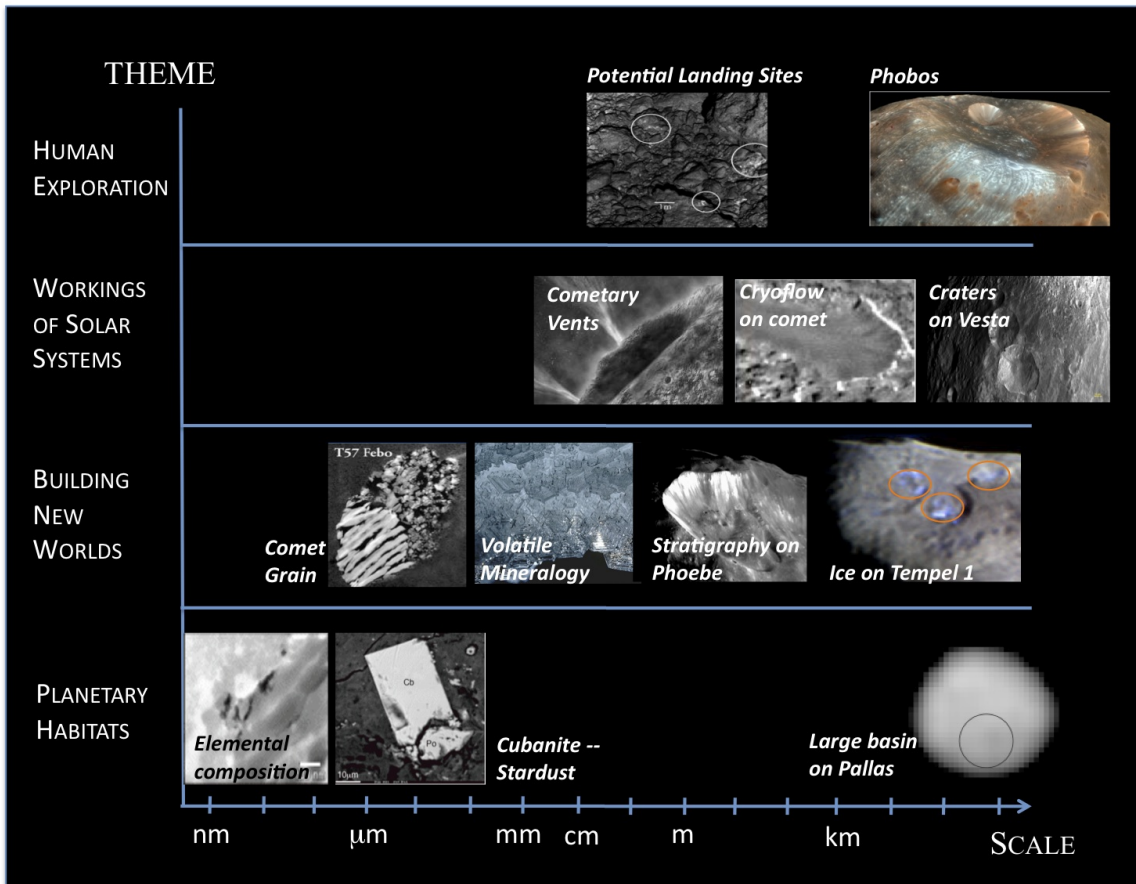 THEME
Potential Landing Sites
Phobos
HUMAN
EXPLORATION
1m
WORKINGS
OF SOLAR
SYSTEMS
Cometary
Vents
Cryoflow
on comet
Craters
on Vesta
BUILDING
NEW
WORLDS
T57 Febo
Comet
Grain
Volatile
Mineralogy
Stratigraphy on
Phoebe
Ice on Tempel 1
PLANETARY
HABITATS
Elemental
composition
Cb
Po
10μm
Cubanite --
Stardust
Large basin
on Pallas
nm
μm
mm
cm
m
km
SCALE